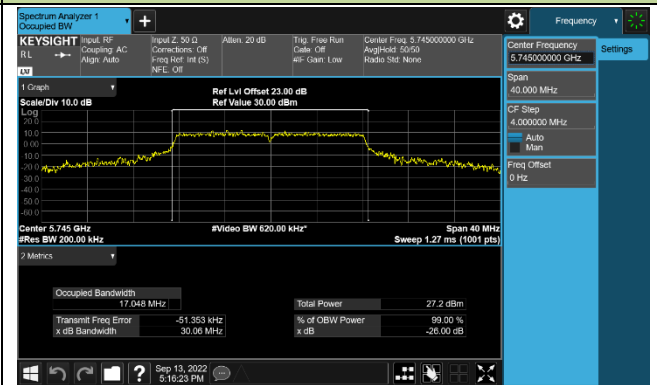 Spectrum Analyzer 1
Occupied BW
Frequency
KEYSIGHT
RL
LXI
Input: RF
Coupling: AC
Align: Auto
Input Z: 50 Ω
Corrections: Off
Freq Ref: Int (S)
NFE: Off
Atten: 20 dB
Trig: Free Run
Gate: Off
#IF Gain: Low
Center Freq: 5.745000000 GHz
Avg|Hold: 50/50
Radio Std: None
Center Frequency
5.745000000 GHz
Settings
Span
40.000 MHz
CF Step
4.000000 MHz
Auto
Man
Freq Offset
0 Hz
1 Graph
Scale/Div 10.0 dB
Ref Lvl Offset 23.00 dB
Ref Value 30.00 dBm
Log
20.0
10.0
0.00
-10.0
-20.0
-30.0
-40.0
-50.0
-60.0
Center 5.745 GHz
#Video BW 620.00 kHz*
Span 40 MHz
#Res BW 200.00 kHz
Sweep 1.27 ms (1001 pts)
2 Metrics
Occupied Bandwidth
17.048 MHz
Total Power 27.2 dBm
Transmit Freq Error -51.353 kHz
% of OBW Power 99.00 %
x dB Bandwidth 30.06 MHz
x dB -26.00 dB
?
Sep 13, 2022
5:16:23 PM